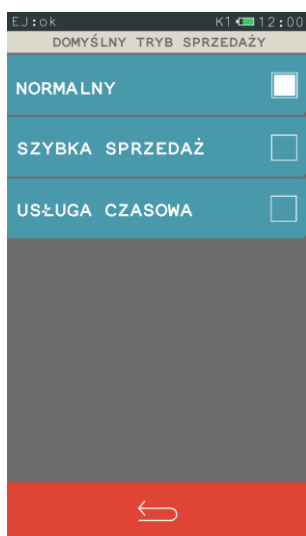 EJ:ok K1 12:00
DOMYŚLNY TRYB SPRZEDAŻY
NORMALNY
SZYBKA SPRZEDAŻ
USŁUGA CZASOWA